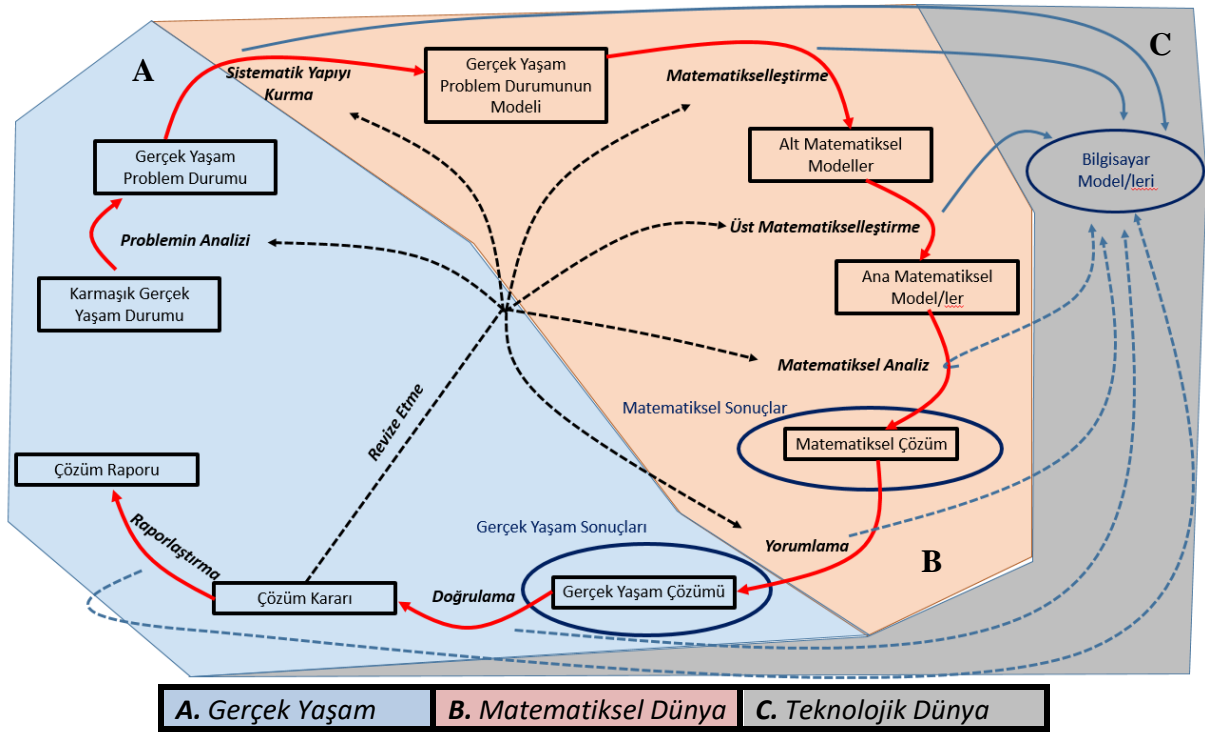 A
C
Sistematik Yapıyı
Kurma
Gerçek Yaşam
Problem Durumunun
Modeli
Matematikselleştirme
Gerçek Yaşam
Problem Durumu
Alt Matematiksel
Modeller
Bilgisayar
Model/leri
Problemin Analizi
Üst Matematikselleştirme
Karmaşık Gerçek
Yaşam Durumu
Ana Matematiksel
Model/ler
Matematiksel Analiz
Revize Etme
Matematiksel Sonuçlar
Matematiksel Çözüm
Çözüm Raporu
Raporlaştırma
Gerçek Yaşam Sonuçları
Yorumlama
B
Çözüm Kararı
Doğrulama
Gerçek Yaşam Çözümü
A. Gerçek Yaşam
B. Matematiksel Dünya
C. Teknolojik Dünya